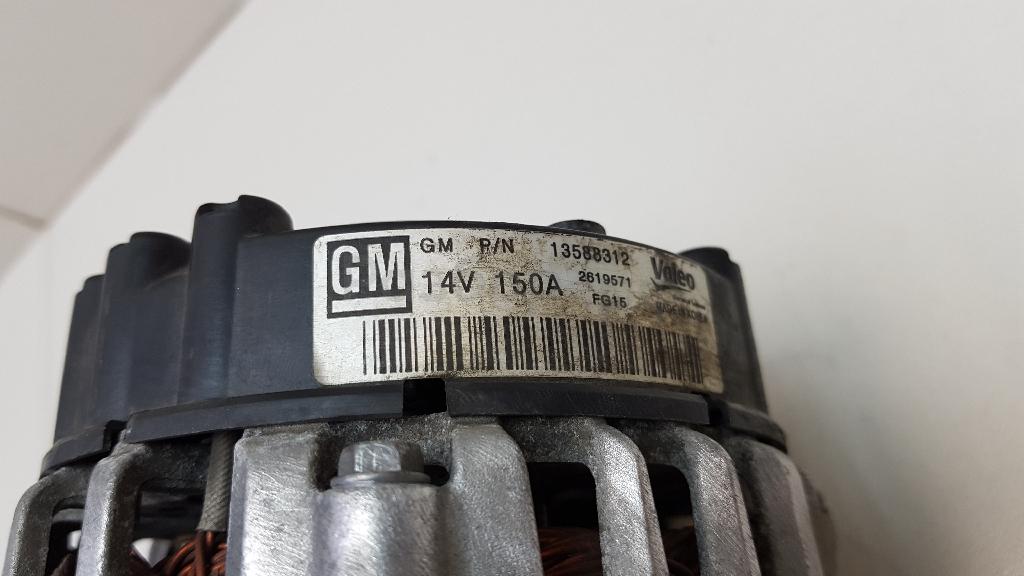 GM
GM P/N 13588312
14V 150A
2619571
FG15
Valeo